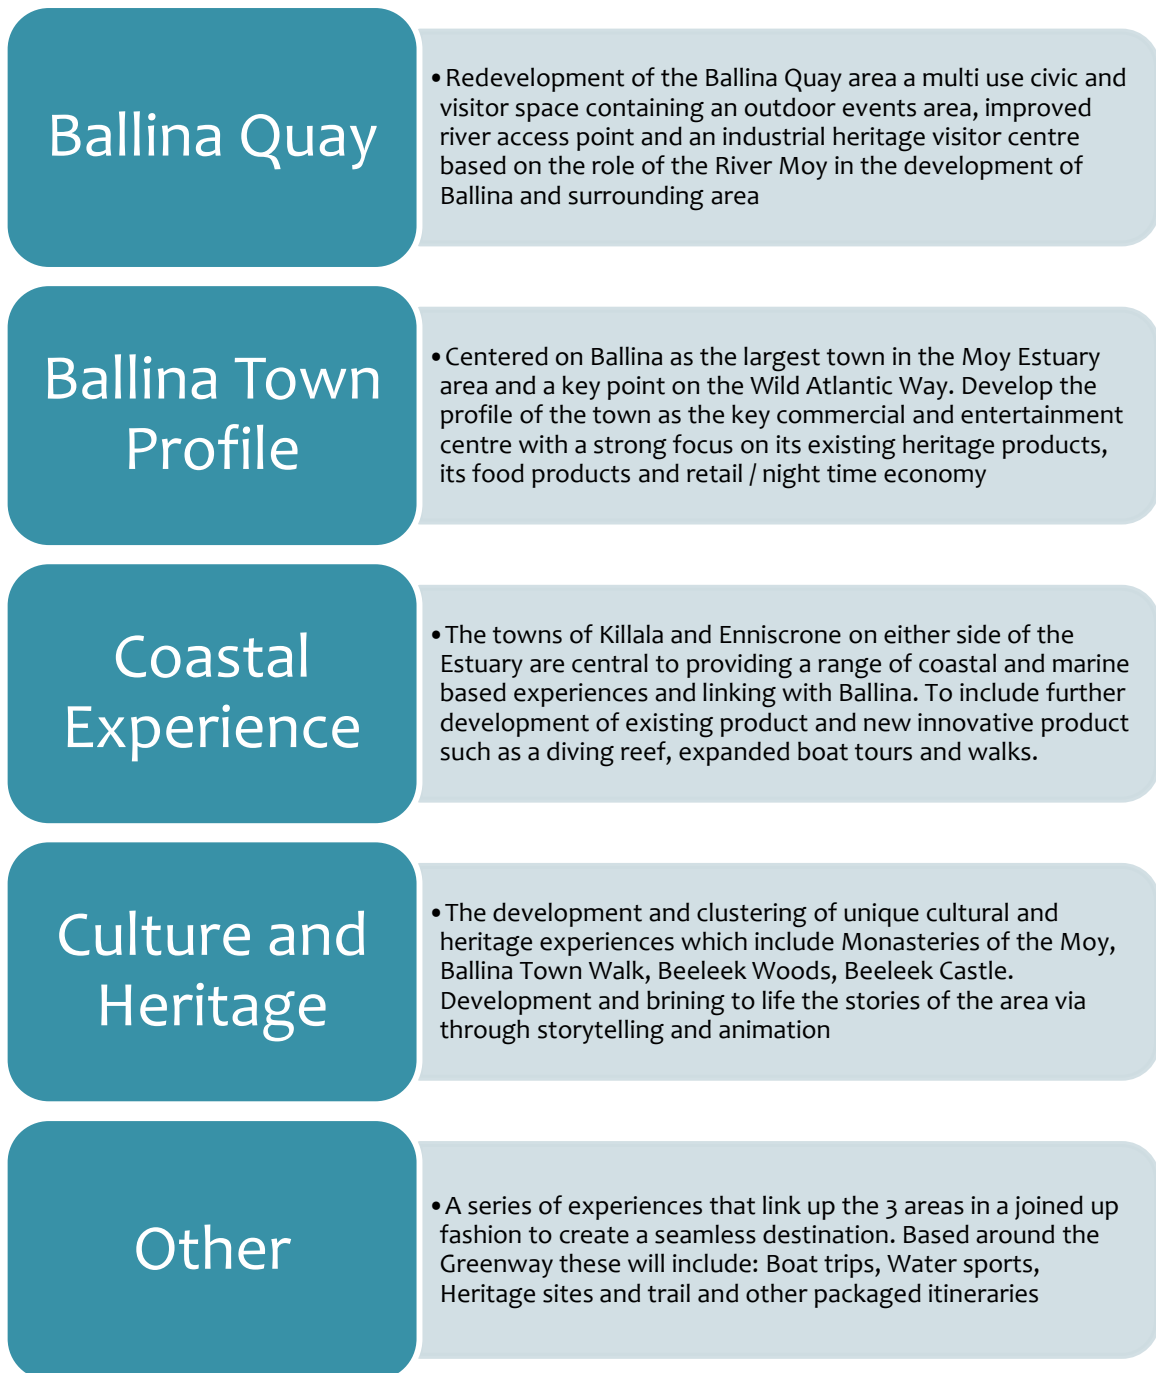 Ballina Quay
•Redevelopment of the Ballina Quay area a multi use civic and
visitor space containing an outdoor events area, improved
river access point and an industrial heritage visitor centre
based on the role of the River Moy in the development of
Ballina and surrounding area
Ballina Town
Profile
•Centered on Ballina as the largest town in the Moy Estuary
area and a key point on the Wild Atlantic Way. Develop the
profile of the town as the key commercial and entertainment
centre with a strong focus on its existing heritage products,
its food products and retail / night time economy
Coastal
Experience
•The towns of Killala and Enniscrone on either side of the
Estuary are central to providing a range of coastal and marine
based experiences and linking with Ballina. To include further
development of existing product and new innovative product
such as a diving reef, expanded boat tours and walks.
Culture and
Heritage
•The development and clustering of unique cultural and
heritage experiences which include Monasteries of the Moy,
Ballina Town Walk, Beeleek Woods, Beeleek Castle.
Development and brining to life the stories of the area via
through storytelling and animation
Other
•A series of experiences that link up the 3 areas in a joined up
fashion to create a seamless destination. Based around the
Greenway these will include: Boat trips, Water sports,
Heritage sites and trail and other packaged itineraries